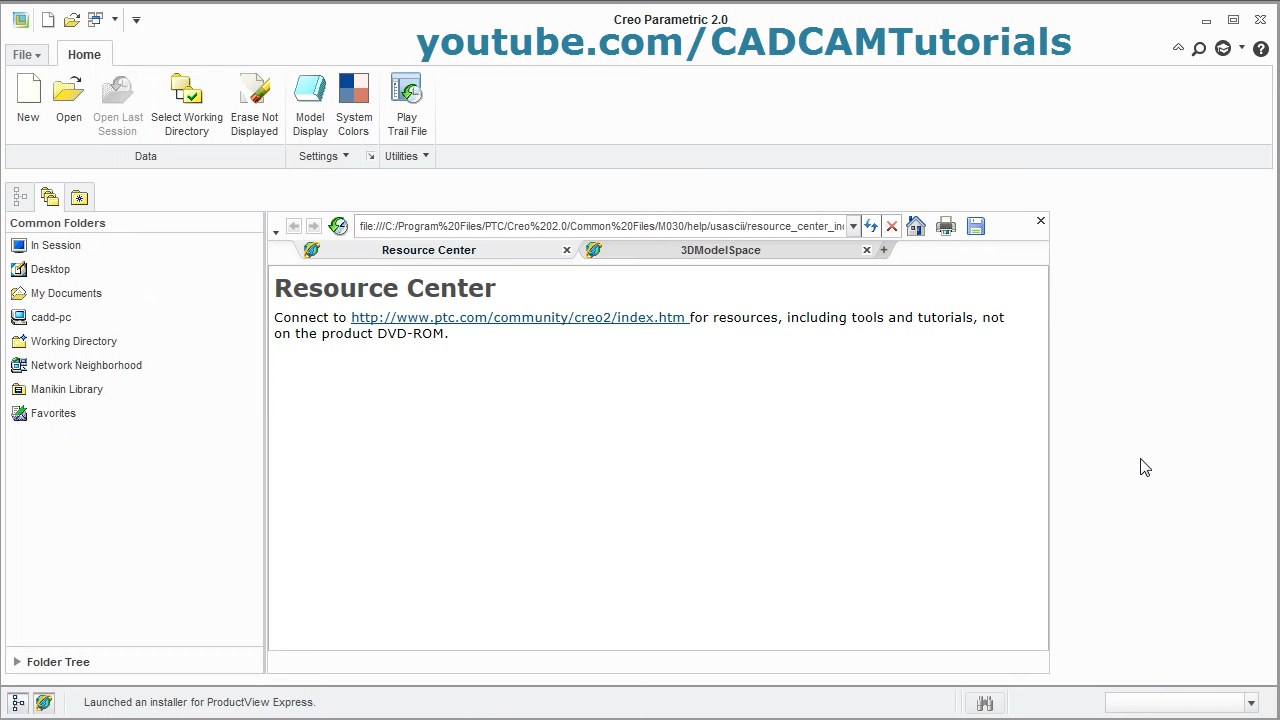 Creo Parametric 2.0
youtube.com/CADCAMTutorials
File
Home
New
Open
Open Last
Session
Select Working
Directory
Erase Not
Displayed
Model
Display
System
Colors
Play
Trail File
Data
Settings
Utilities
Common Folders
In Session
Desktop
My Documents
cadd-pc
Working Directory
Network Neighborhood
Manikin Library
Favorites
Folder Tree
file:///C:/Program%20Files/PTC/Creo%202.0/Common%20Files/M030/help/usascii/resource_center_in
Resource Center
3DModelSpace
Resource Center
Connect to http://www.ptc.com/community/creo2/index.htm for resources, including tools and tutorials, not
on the product DVD-ROM.
Launched an installer for ProductView Express.